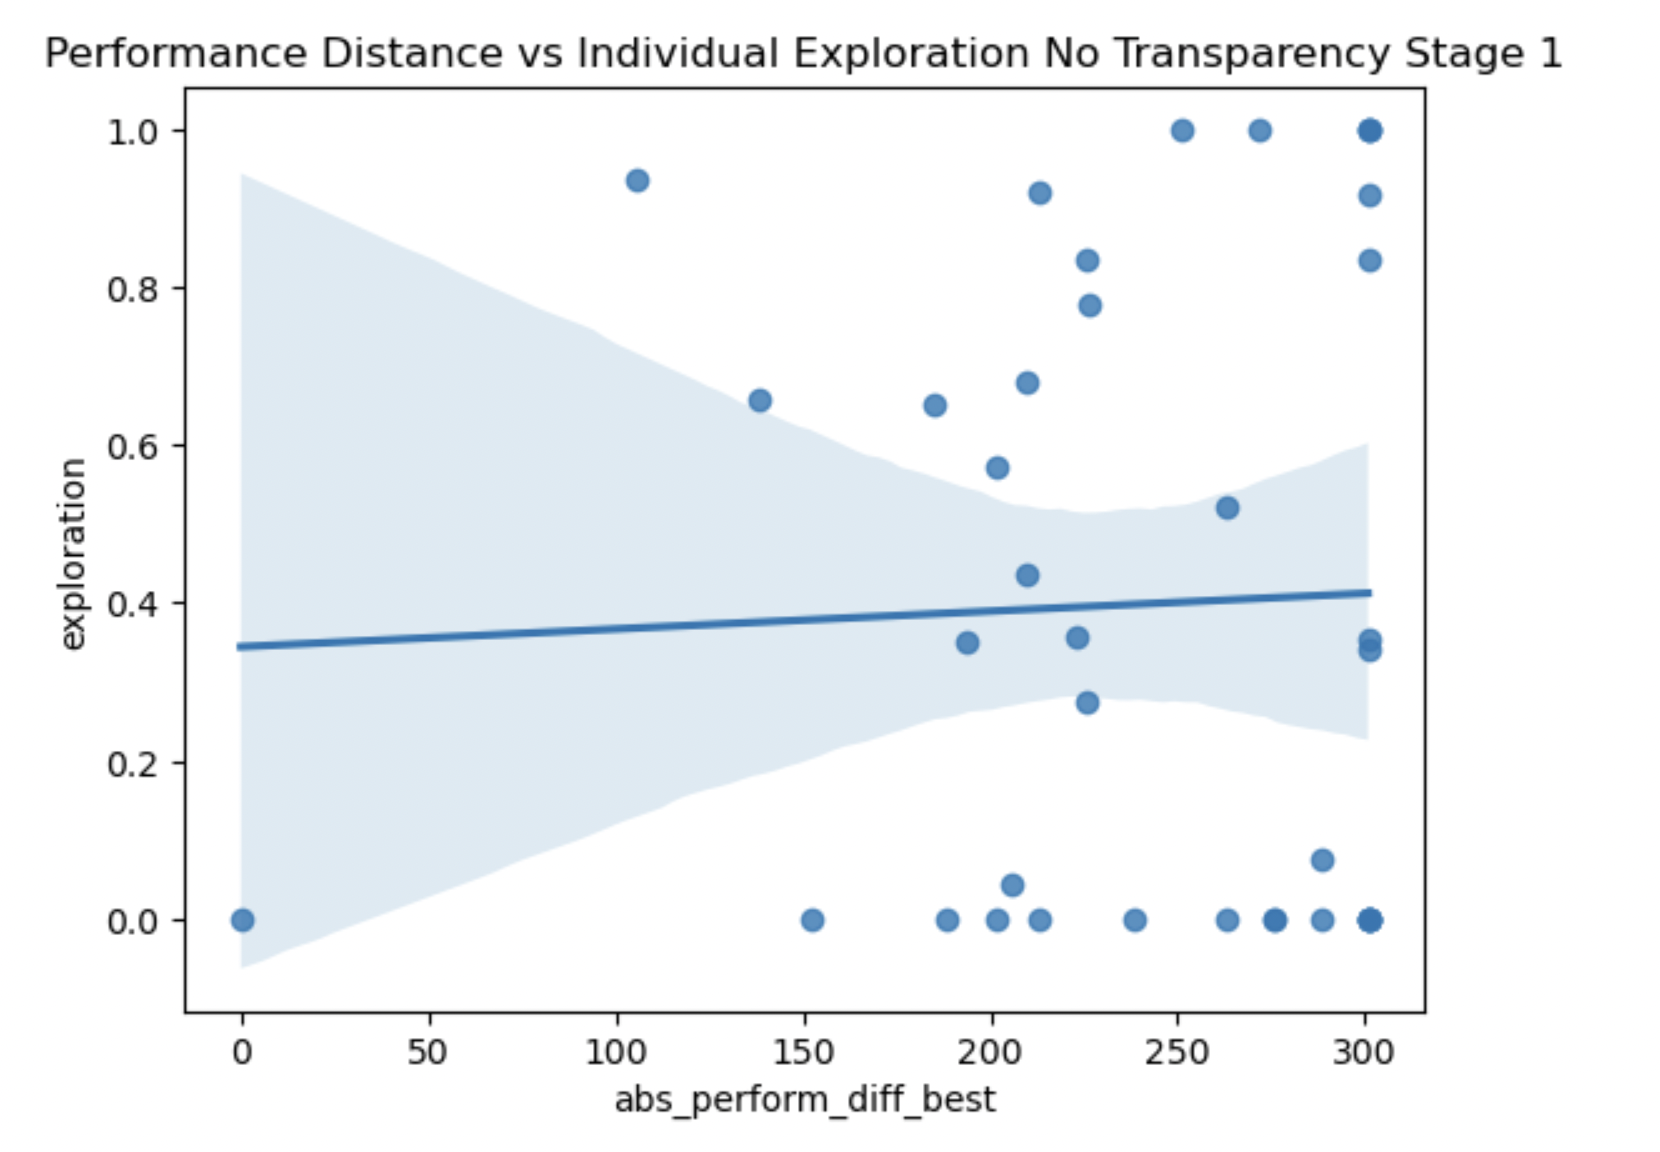 Performance Distance vs Individual Exploration No Transparency Stage 1
1.0
0.8
0.6
0.4
0.2
0.0
exploration
0 50 100 150 200 250 300
abs_perform_diff_best